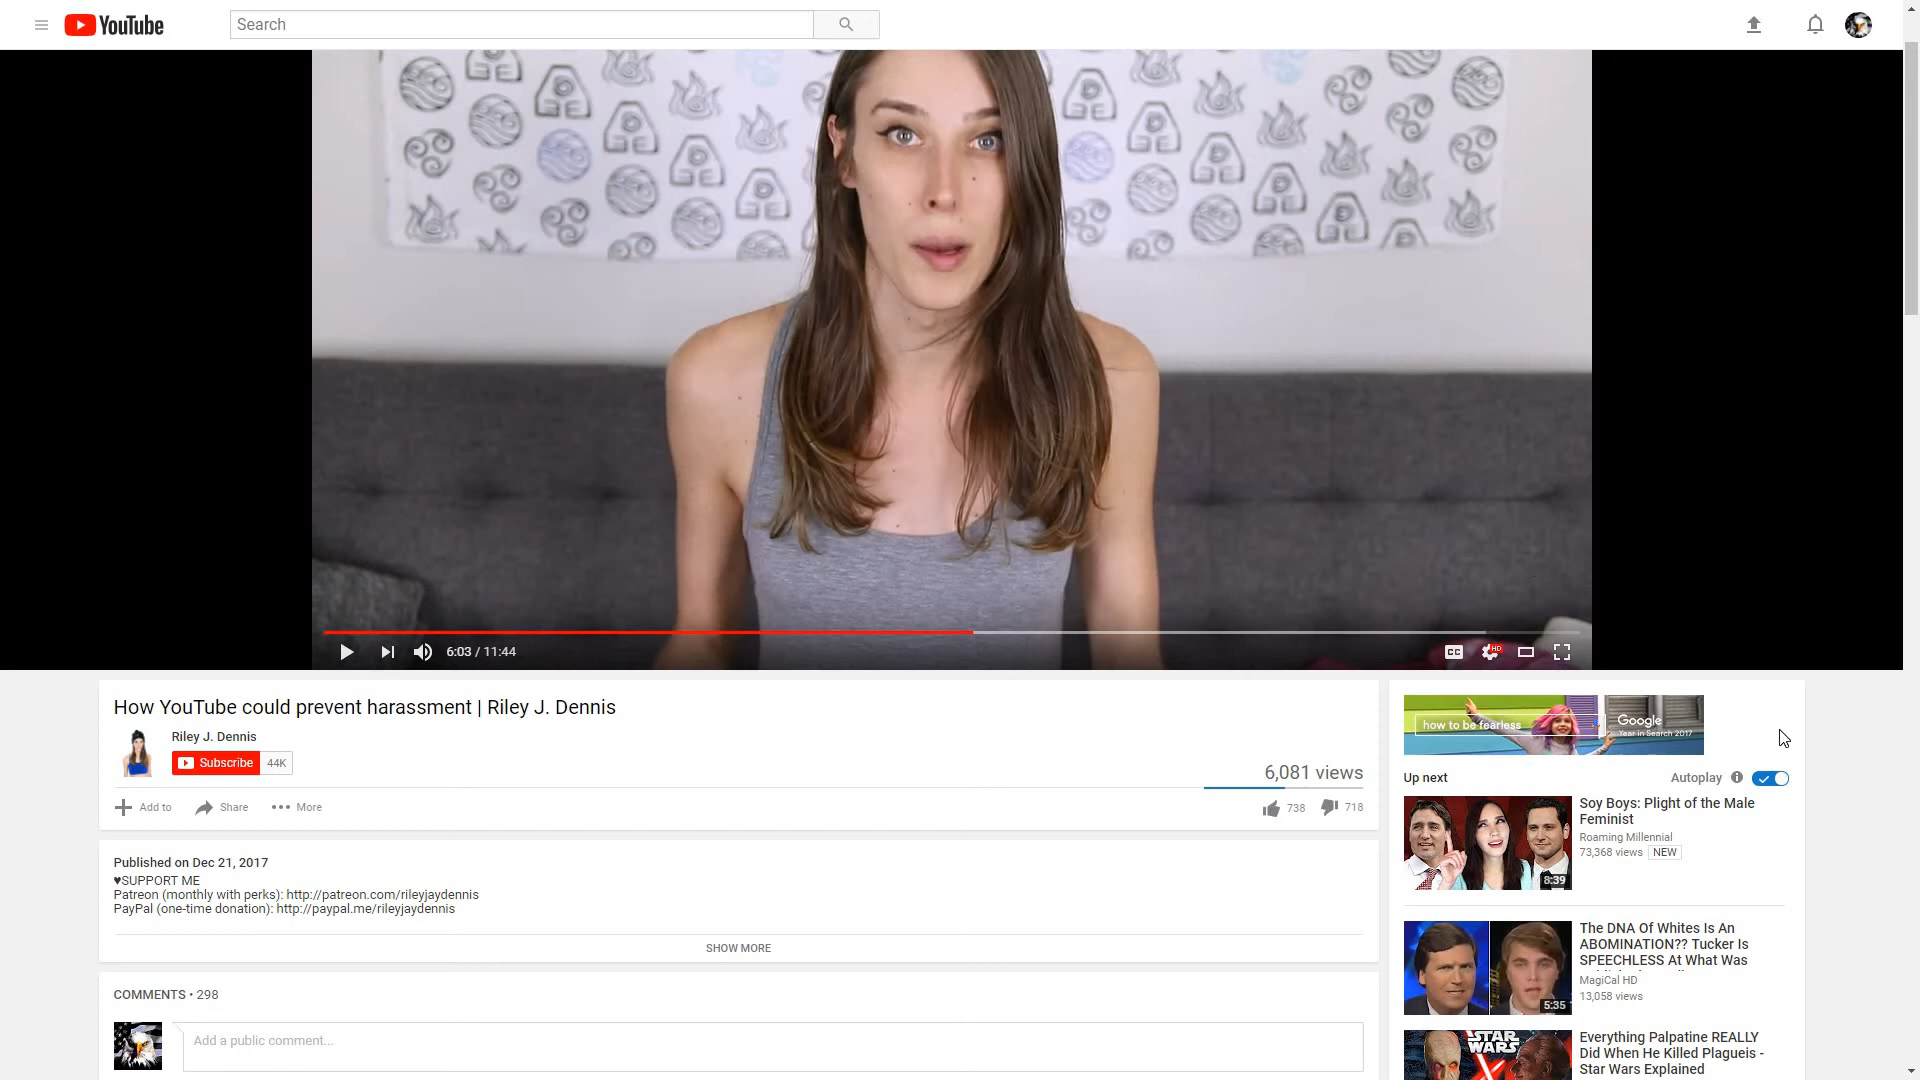 YouTube
Search
6:03 / 11:44
CC
HD
How YouTube could prevent harassment | Riley J. Dennis
Riley J. Dennis
Subscribe 44K
6,081 views
Add to Share More
738 718
Published on Dec 21, 2017
♥SUPPORT ME
Patreon (monthly with perks): http://patreon.com/rileyjaydennis
PayPal (one-time donation): http://paypal.me/rileyjaydennis
SHOW MORE
COMMENTS • 298
Add a public comment...
how to be fearless
Google
Year in Search 2017
Up next
Autoplay
Soy Boys: Plight of the Male
Feminist
Roaming Millennial
73,368 views NEW
8:39
The DNA Of Whites Is An
ABOMINATION?? Tucker Is
SPEECHLESS At What Was
MagiCal HD
13,058 views
5:35
STAR
WARS
Everything Palpatine REALLY
Did When He Killed Plagueis -
Star Wars Explained